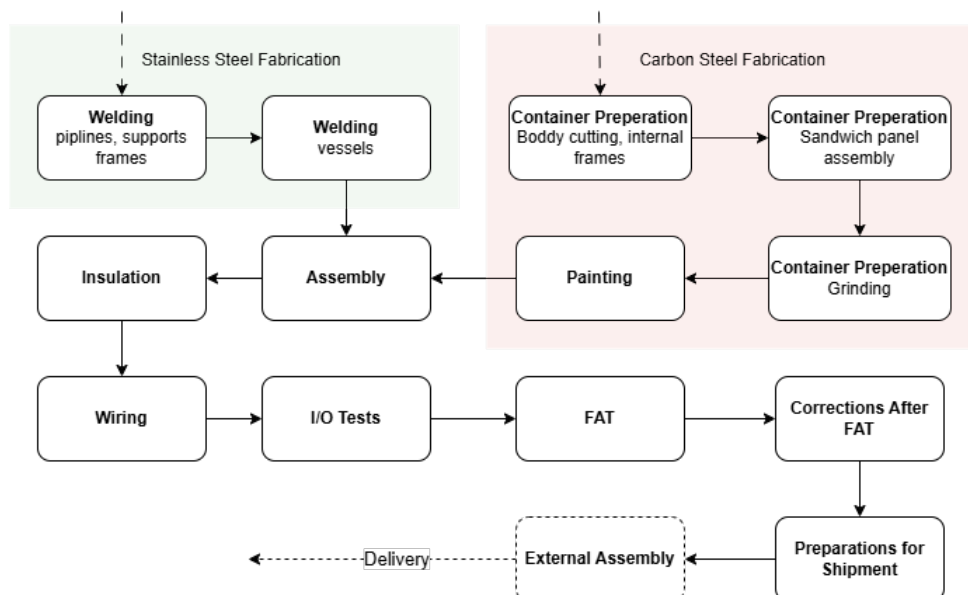 Stainless Steel Fabrication
Carbon Steel Fabrication
Welding
piplines, supports
frames
Welding
vessels
Container Preperation
Boddy cutting, internal
frames
Container Preperation
Sandwich panel
assembly
Insulation
Assembly
Painting
Container Preperation
Grinding
Wiring
I/O Tests
FAT
Corrections After
FAT
Delivery
External Assembly
Preparations for
Shipment